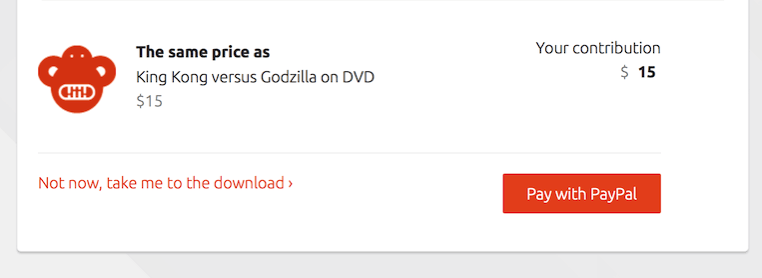 The same price as
King Kong versus Godzilla on DVD
$15
Your contribution
$ 15
Not now, take me to the download ›
Pay with PayPal